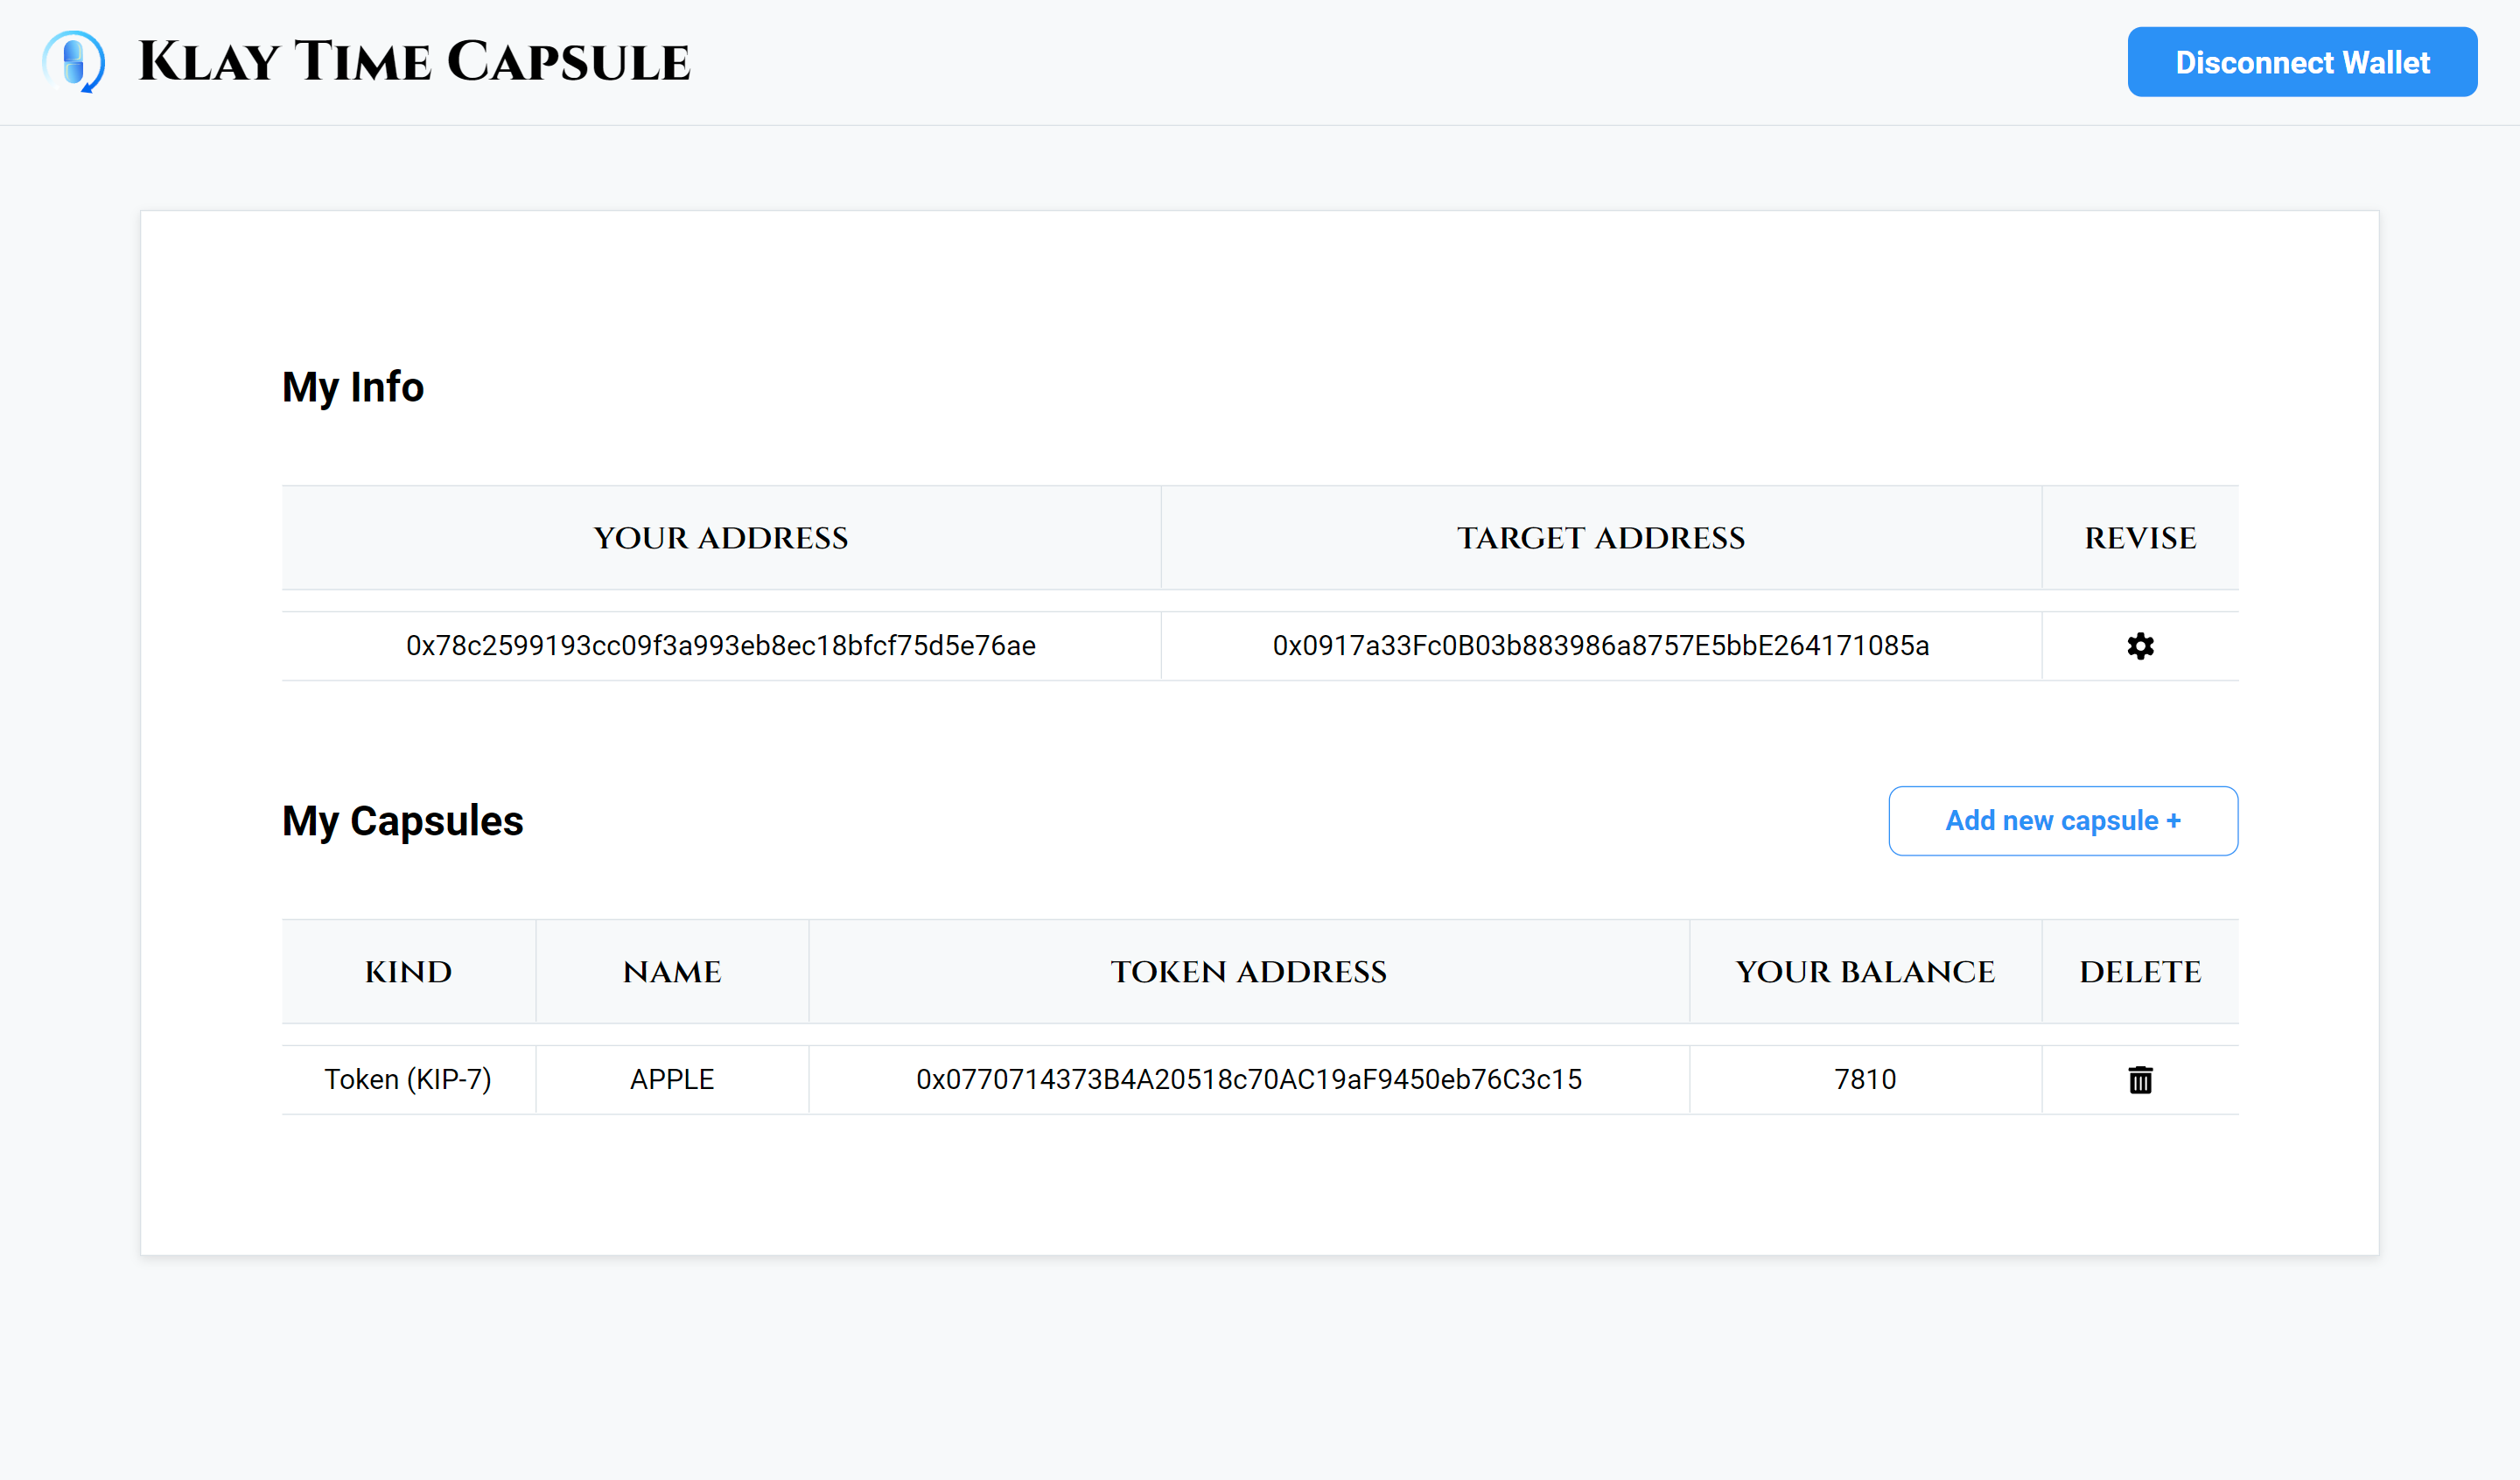 Klay Time Capsule
Disconnect Wallet
My Info
YOUR ADDRESS TARGET ADDRESS REVISE
0x78c2599193cc09f3a993eb8ec18bfcf75d5e76ae 0x0917a33Fc0B03b883986a8757E5bbE264171085a
My Capsules
Add new capsule +
KIND NAME TOKEN ADDRESS YOUR BALANCE DELETE
Token (KIP-7) APPLE 0x0770714373B4A20518c70AC19aF9450eb76C3c15 7810